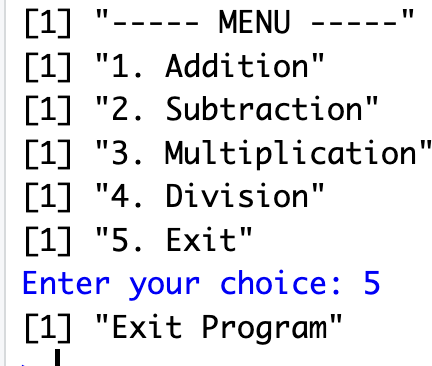 [1] "----- MENU -----"
[1] "1. Addition"
[1] "2. Subtraction"
[1] "3. Multiplication"
[1] "4. Division"
[1] "5. Exit"
Enter your choice: 5
[1] "Exit Program"